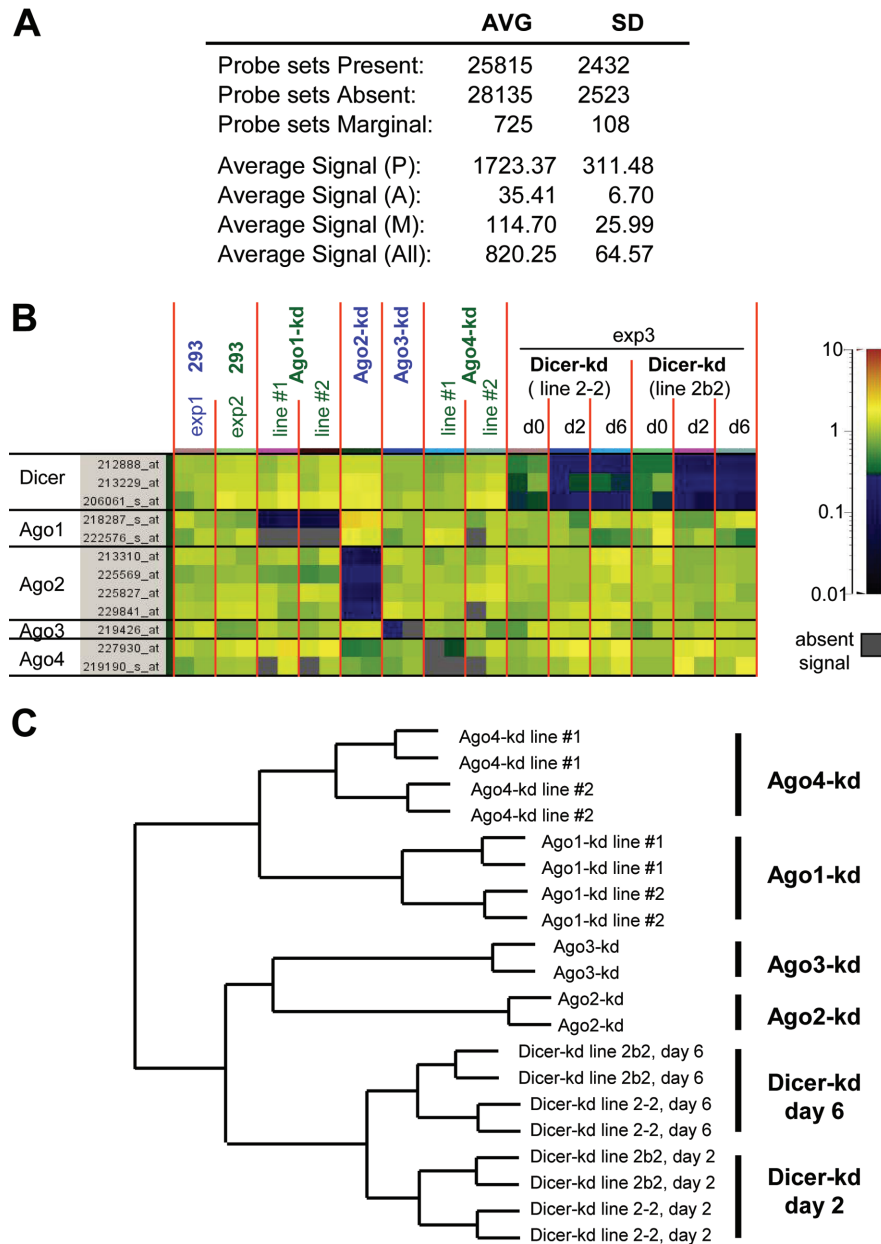 A
AVG SD
Probe sets Present: 25815 2432
Probe sets Absent: 28135 2523
Probe sets Marginal: 725 108
Average Signal (P): 1723.37 311.48
Average Signal (A): 35.41 6.70
Average Signal (M): 114.70 25.99
Average Signal (All): 820.25 64.57
B
293 exp1
293 exp2
Ago1-kd
line #1
line #2
Ago2-kd
Ago3-kd
Ago4-kd
line #1
line #2
exp3
Dicer-kd
( line 2-2)
Dicer-kd
(line 2b2)
d0 d2 d6 d0 d2 d6
Dicer
212888_at
213229_at
206061_s_at
Ago1
218287_s_at
222576_s_at
Ago2
213310_at
225569_at
225827_at
229841_at
Ago3
219426_at
Ago4
227930_at
219190_s_at
10
1
0.1
0.01
absent
signal
C
Ago4-kd line #1
Ago4-kd line #1
Ago4-kd line #2
Ago4-kd line #2
Ago4-kd
Ago1-kd line #1
Ago1-kd line #1
Ago1-kd line #2
Ago1-kd line #2
Ago1-kd
Ago3-kd
Ago3-kd
Ago3-kd
Ago2-kd
Ago2-kd
Ago2-kd
Dicer-kd line 2b2, day 6
Dicer-kd line 2b2, day 6
Dicer-kd line 2-2, day 6
Dicer-kd line 2-2, day 6
Dicer-kd
day 6
Dicer-kd line 2b2, day 2
Dicer-kd line 2b2, day 2
Dicer-kd line 2-2, day 2
Dicer-kd line 2-2, day 2
Dicer-kd
day 2